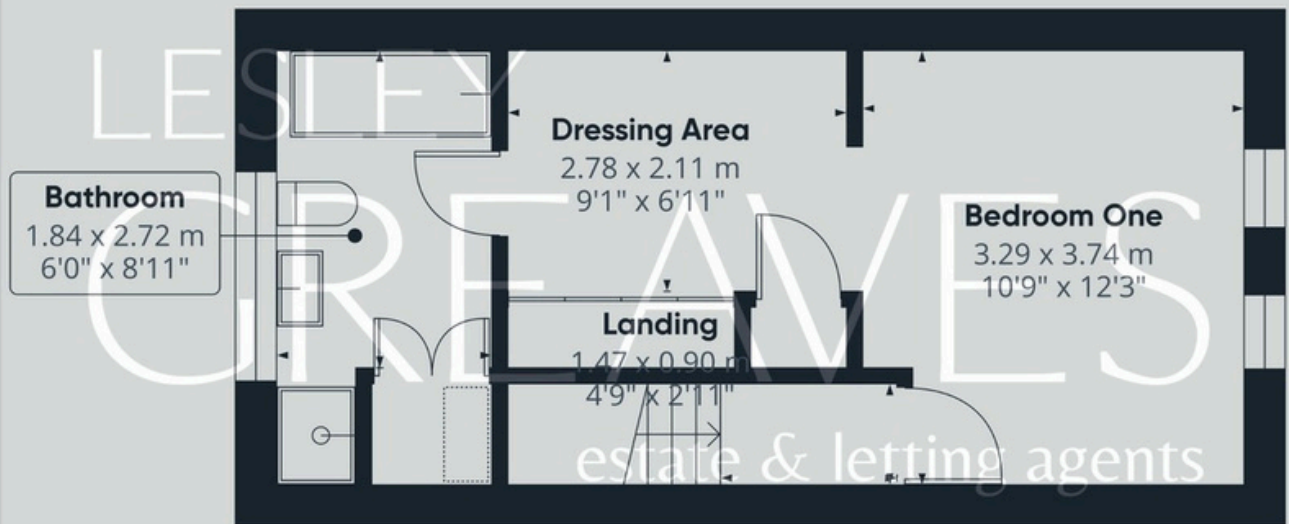 LESLEY
GREAVES
estate & letting agents
Bathroom
1.84 x 2.72 m
6'0" x 8'11"
Dressing Area
2.78 x 2.11 m
9'1" x 6'11"
Landing
1.47 x 0.90 m
4'9" x 2'11"
Bedroom One
3.29 x 3.74 m
10'9" x 12'3"